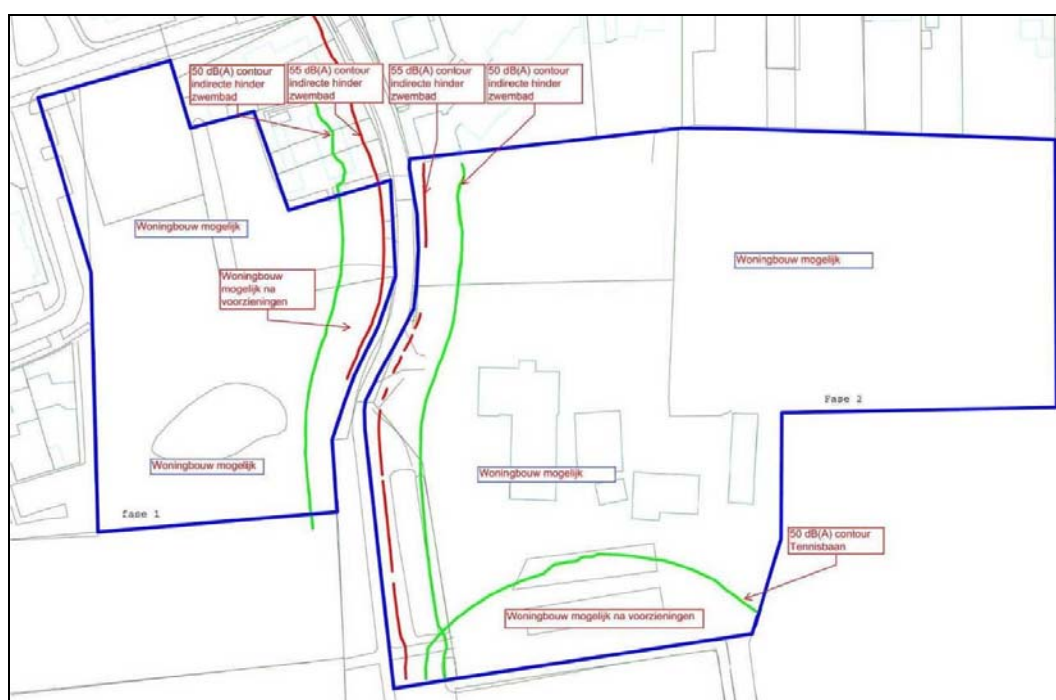 50 dB(A) contour
indirecte hinder
zwembad
55 dB(A) contour
indirecte hinder
zwembad
55 dB(A) contour
indirecte hinder
zwembad
50 dB(A) contour
indirecte hinder
zwembad
Woningbouw mogelijk
Woningbouw mogelijk
Woningbouw
mogelijk na
voorzieningen
Fase 2
Woningbouw mogelijk
Woningbouw mogelijk
fase 1
50 dB(A) contour
Tennisbaan
Woningbouw mogelijk na voorzieningen